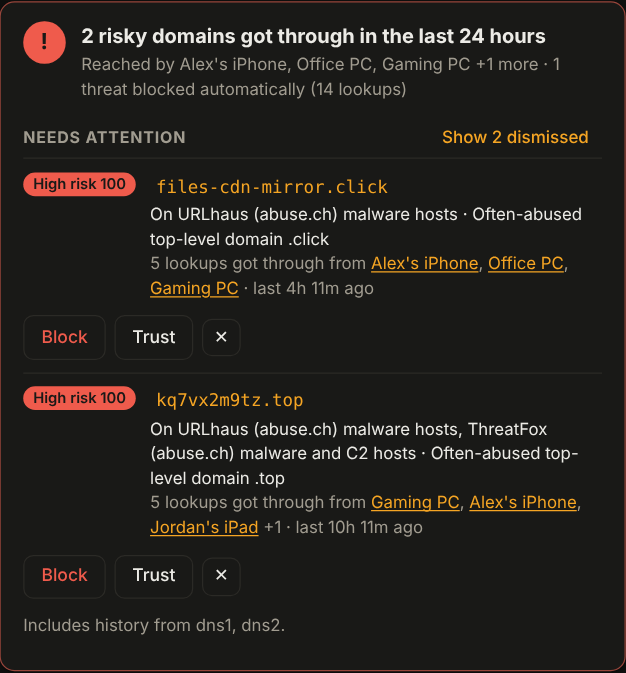 !
2 risky domains got through in the last 24 hours
Reached by Alex's iPhone, Office PC, Gaming PC +1 more · 1
threat blocked automatically (14 lookups)
NEEDS ATTENTION
Show 2 dismissed
High risk 100
files-cdn-mirror.click
On URLhaus (abuse.ch) malware hosts · Often-abused
top-level domain .click
5 lookups got through from Alex's iPhone, Office PC,
Gaming PC · last 4h 11m ago
Block
Trust
✕
High risk 100
kq7vx2m9tz.top
On URLhaus (abuse.ch) malware hosts, ThreatFox
(abuse.ch) malware and C2 hosts · Often-abused top-
level domain .top
5 lookups got through from Gaming PC, Alex's iPhone,
Jordan's iPad +1 · last 10h 11m ago
Block
Trust
✕
Includes history from dns1, dns2.